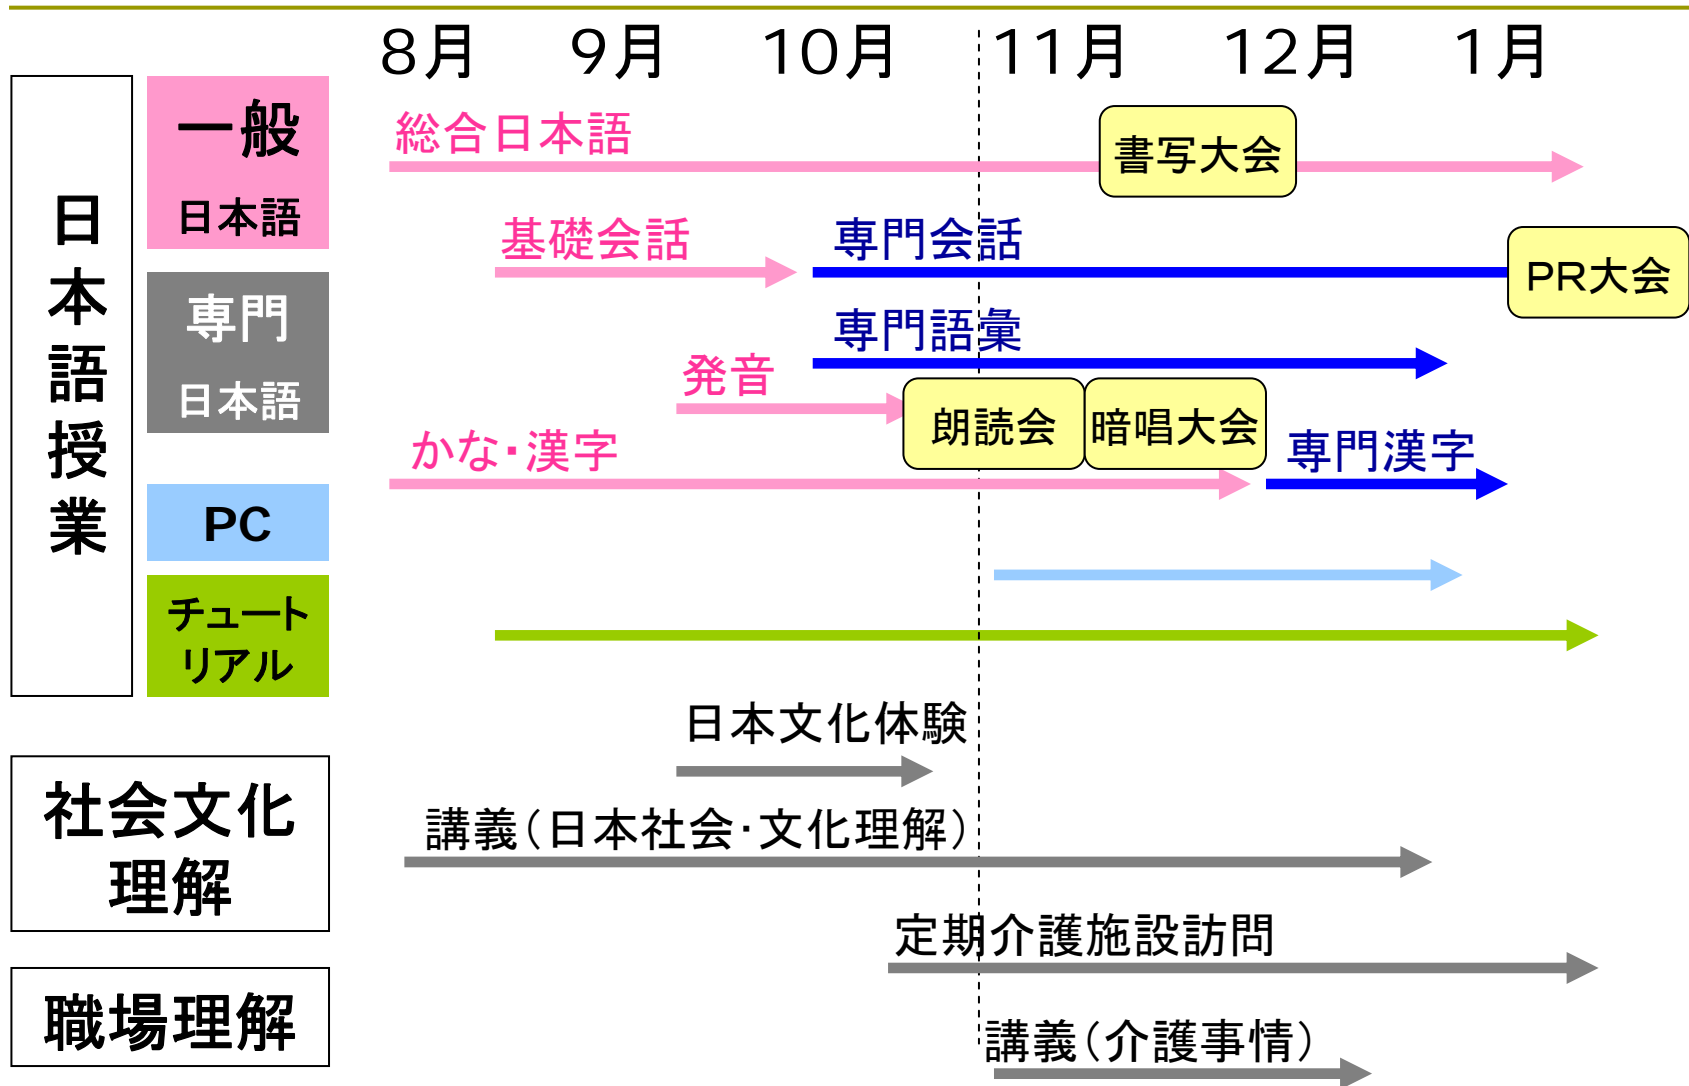 8月 9月 10月 11月 12月 1月
日本語授業
一般
日本語
専門
日本語
PC
チュート
リアル
総合日本語
書写大会
基礎会話
専門会話
PR大会
専門語彙
発音
朗読会
暗唱大会
かな・漢字
専門漢字
社会文化
理解
日本文化体験
講義(日本社会・文化理解)
職場理解
定期介護施設訪問
講義(介護事情)